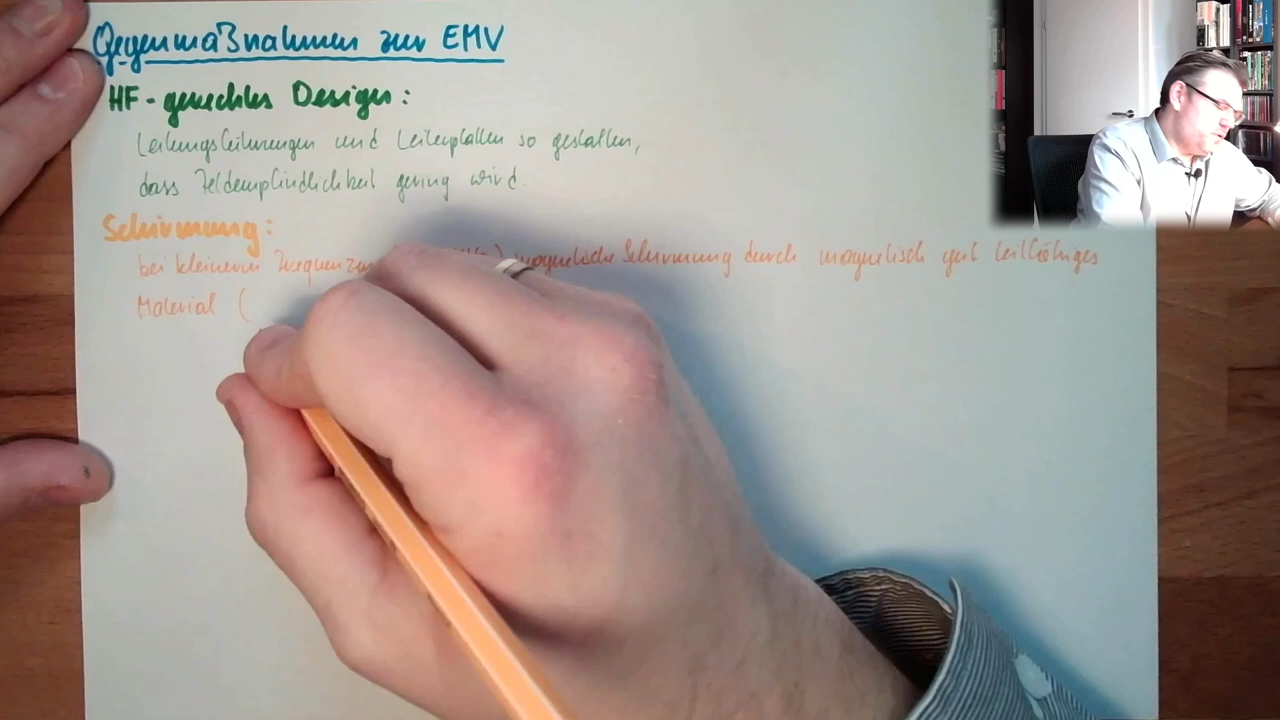 Gegenmaßnahmen zur EMV
HF-gerechtes Design:
Leitungsführungen und Leiterplatten so gestalten,
dass Feldempfindlichkeit gering wird.
Schirmung:
bei kleineren Frequenzen magnetische Schirmung durch magnetisch gut leitfähiges
Material (